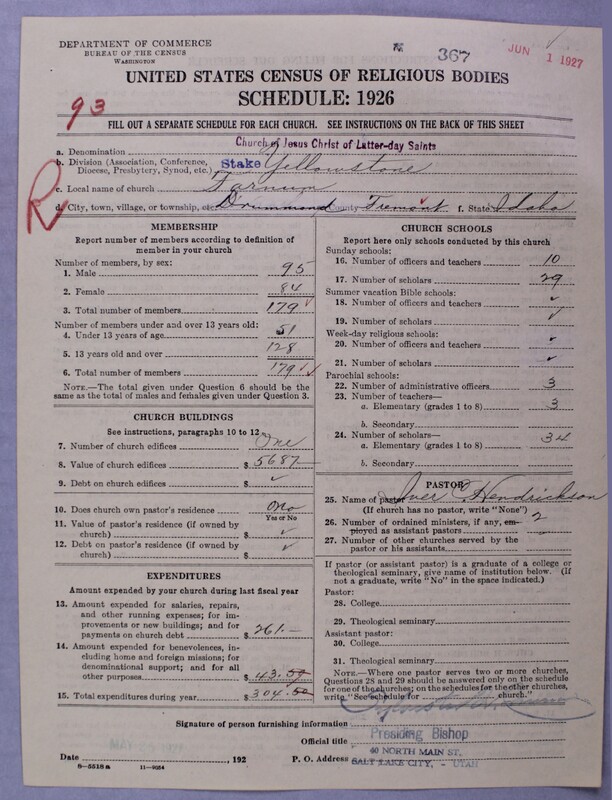 DEPARTMENT OF COMMERCE
BUREAU OF THE CENSUS
WASHINGTON
367
JUN 1 1927
UNITED STATES CENSUS OF RELIGIOUS BODIES
SCHEDULE: 1926
93
FILL OUT A SEPARATE SCHEDULE FOR EACH CHURCH. SEE INSTRUCTIONS ON THE BACK OF THIS SHEET
a. Denomination Church of Jesus Christ of Latter-day Saints
b. Division (Association, Conference, Diocese, Presbytery, Synod, etc.) Stake Yellowstone
c. Local name of church Farnum
d. City, town, village, or township, Drummond County Fremont f. State Idaho
R
MEMBERSHIP
Report number of members according to definition of
member in your church
Number of members, by sex:
1. Male 95
2. Female 84
3. Total number of members 179
Number of members under and over 13 years old:
4. Under 13 years of age 51
5. 13 years old and over 128
6. Total number of members 179
NOTE.—The total given under Question 6 should be
same as the total of males and females given under Question 3.
CHURCH BUILDINGS
See instructions, paragraphs 10 to 12
7. Number of church edifices One
8. Value of church edifices $ 5687
9. Debt on church edifices $ ✓
10. Does church own pastor's residence? no
Yes or No
11. Value of pastor's residence (if owned by
church) $ ✓
12. Debt on pastor's residence (if owned by
church) $ ✓
EXPENDITURES
Amount expended by your church during last fiscal year
13. Amount expended for salaries, repairs,
and other running expenses; for im-
provements or new buildings; and for
payments on church debt $ 261.—
14. Amount expended for benevolences, in-
cluding home and foreign missions; for
denominational support; and for all
other purposes $ 43.50
15. Total expenditures during year $ 304.50
CHURCH SCHOOLS
Report here only schools conducted by this church
Sunday schools:
16. Number of officers and teachers 10
17. Number of scholars 29
Summer vacation Bible schools:
18. Number of officers and teachers ✓
19. Number of scholars ✓
Week-day religious schools:
20. Number of officers and teachers ✓
21. Number of scholars ✓
Parochial schools:
22. Number of administrative officers 3
23. Number of teachers—
a. Elementary (grades 1 to 8) 3
b. Secondary
24. Number of scholars—
a. Elementary (grades 1 to 8) 34
b. Secondary
PASTOR
25. Name of pastor Iver C. Hendrickson
(If church has no pastor, write "None")
26. Number of ordained ministers, if any, em-
ployed as assistant pastors 2
27. Number of other churches served by the
pastor or his assistants
If pastor (or assistant pastor) is a graduate of a college or
theological seminary, give name of institution below. (If
not a graduate, write "No" in the space indicated.)
Pastor:
28. College
29. Theological seminary
Assistant pastor:
30. College
31. Theological seminary
NOTE.—Where one pastor serves two or more churches,
Questions 28 and 29 should be answered only on the schedule
for one of the churches; on the schedules for the other churches,
write "See schedule for church."
Signature of person furnishing information
Official title Presiding Bishop
Date , 192
P. O. Address 40 NORTH MAIN ST.
SALT LAKE CITY, - UTAH
8—5518 a 11—9254